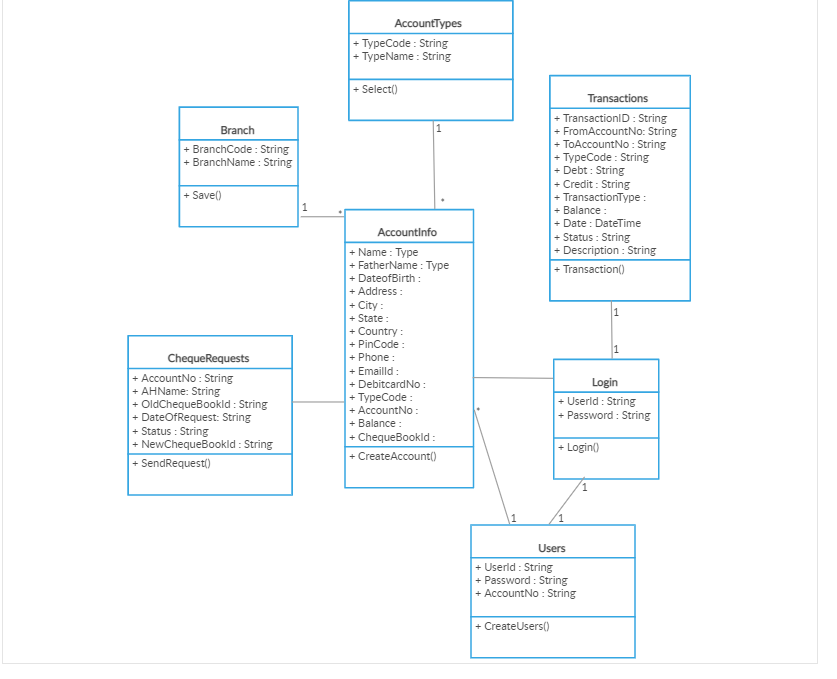 AccountTypes
+ TypeCode : String
+ TypeName : String
+ Select()
1
*
Branch
+ BranchCode : String
+ BranchName : String
+ Save()
1
*
Transactions
+ TransactionID : String
+ FromAccountNo: String
+ ToAccountNo : String
+ TypeCode : String
+ Debt : String
+ Credit : String
+ TransactionType :
+ Balance :
+ Date : DateTime
+ Status : String
+ Description : String
+ Transaction()
1
1
AccountInfo
+ Name : Type
+ FatherName : Type
+ DateofBirth :
+ Address :
+ City :
+ State :
+ Country :
+ PinCode :
+ Phone :
+ EmailId :
+ DebitcardNo :
+ TypeCode :
+ AccountNo :
+ Balance :
+ ChequeBookId :
+ CreateAccount()
*
1
ChequeRequests
+ AccountNo : String
+ AHName: String
+ OldChequeBookId : String
+ DateOfRequest: String
+ Status : String
+ NewChequeBookId : String
+ SendRequest()
Login
+ UserId : String
+ Password : String
+ Login()
1
1
Users
+ UserId : String
+ Password : String
+ AccountNo : String
+ CreateUsers()